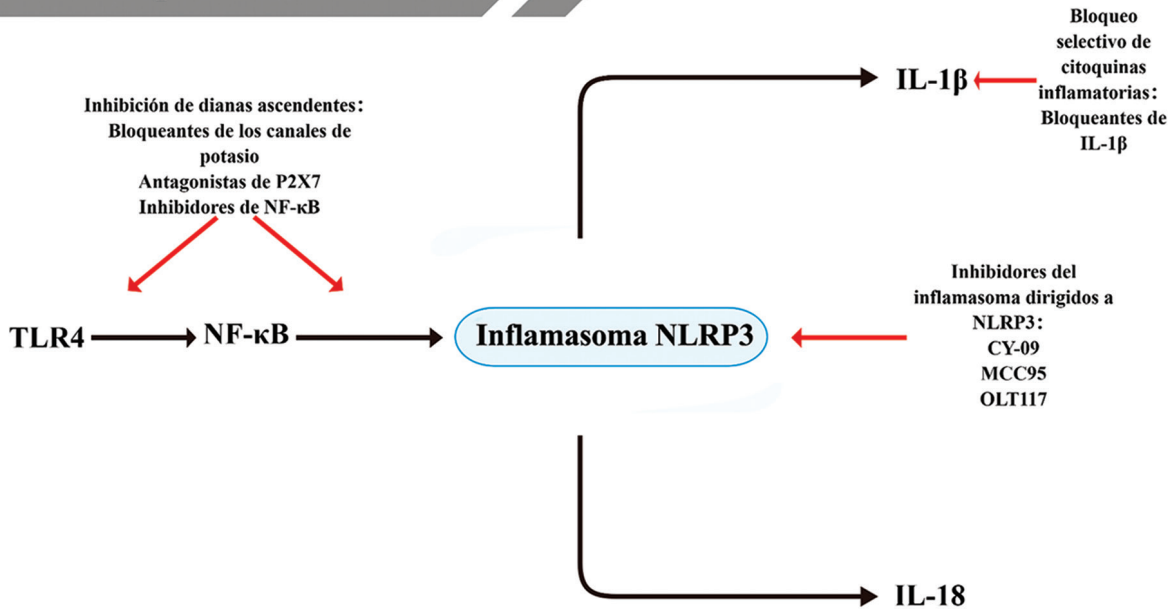 Inhibición de dianas ascendentes:
Bloqueantes de los canales de
potasio
Antagonistas de P2X7
Inhibidores de NF-κB
TLR4
NF-κB
Inflamasoma NLRP3
IL-1β
Bloqueo
selectivo de
citoquinas
inflamatorias:
Bloqueantes de
IL-1β
Inhibidores del
inflamasoma dirigidos a
NLRP3:
CY-09
MCC95
OLT117
IL-18